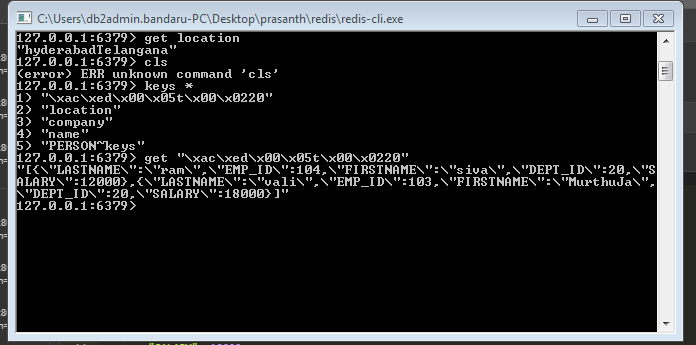 C:\Users\db2admin.bandaru-PC\Desktop\prasanth\redis\redis-cli.exe
127.0.0.1:6379> get location
"hyderabadTelangana"
127.0.0.1:6379> cls
(error) ERR unknown command 'cls'
127.0.0.1:6379> keys *
1) "\xac\xed\x00\x05t\x00\x0220"
2) "location"
3) "company"
4) "name"
5) "PERSON~keys"
127.0.0.1:6379> get "\xac\xed\x00\x05t\x00\x0220"
"[{\"LASTNAME\":\"ram\",\"EMP_ID\":104,\"FIRSTNAME\":\"siva\",\"DEPT_ID\":20,\"S
ALARY\":12000},{\"LASTNAME\":\"vali\",\"EMP_ID\":103,\"FIRSTNAME\":\"MurthuJa\",
\"DEPT_ID\":20,\"SALARY\":18000}]"
127.0.0.1:6379>